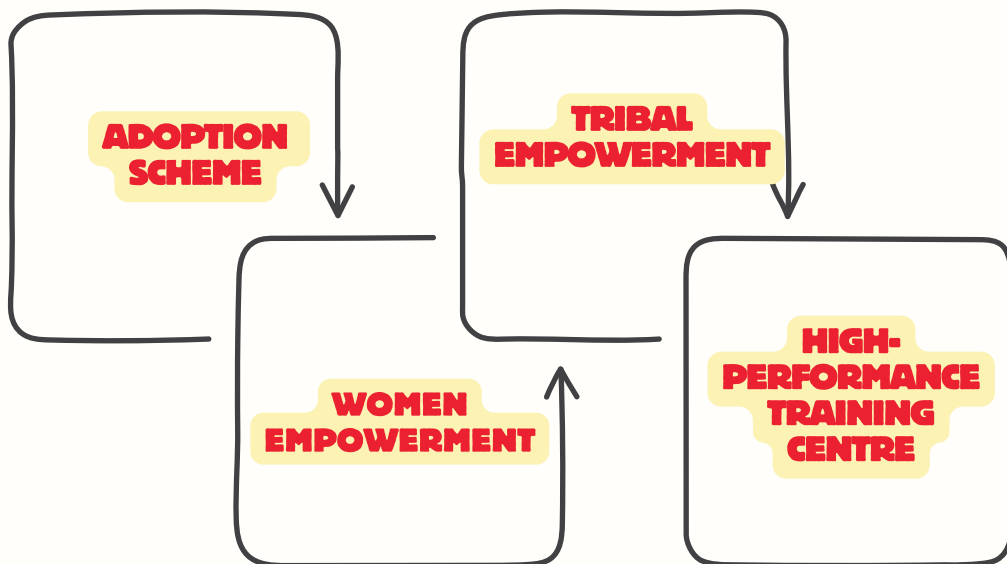 ADOPTION
SCHEME
WOMEN
EMPOWERMENT
TRIBAL
EMPOWERMENT
HIGH-
PERFORMANCE
TRAINING
CENTRE